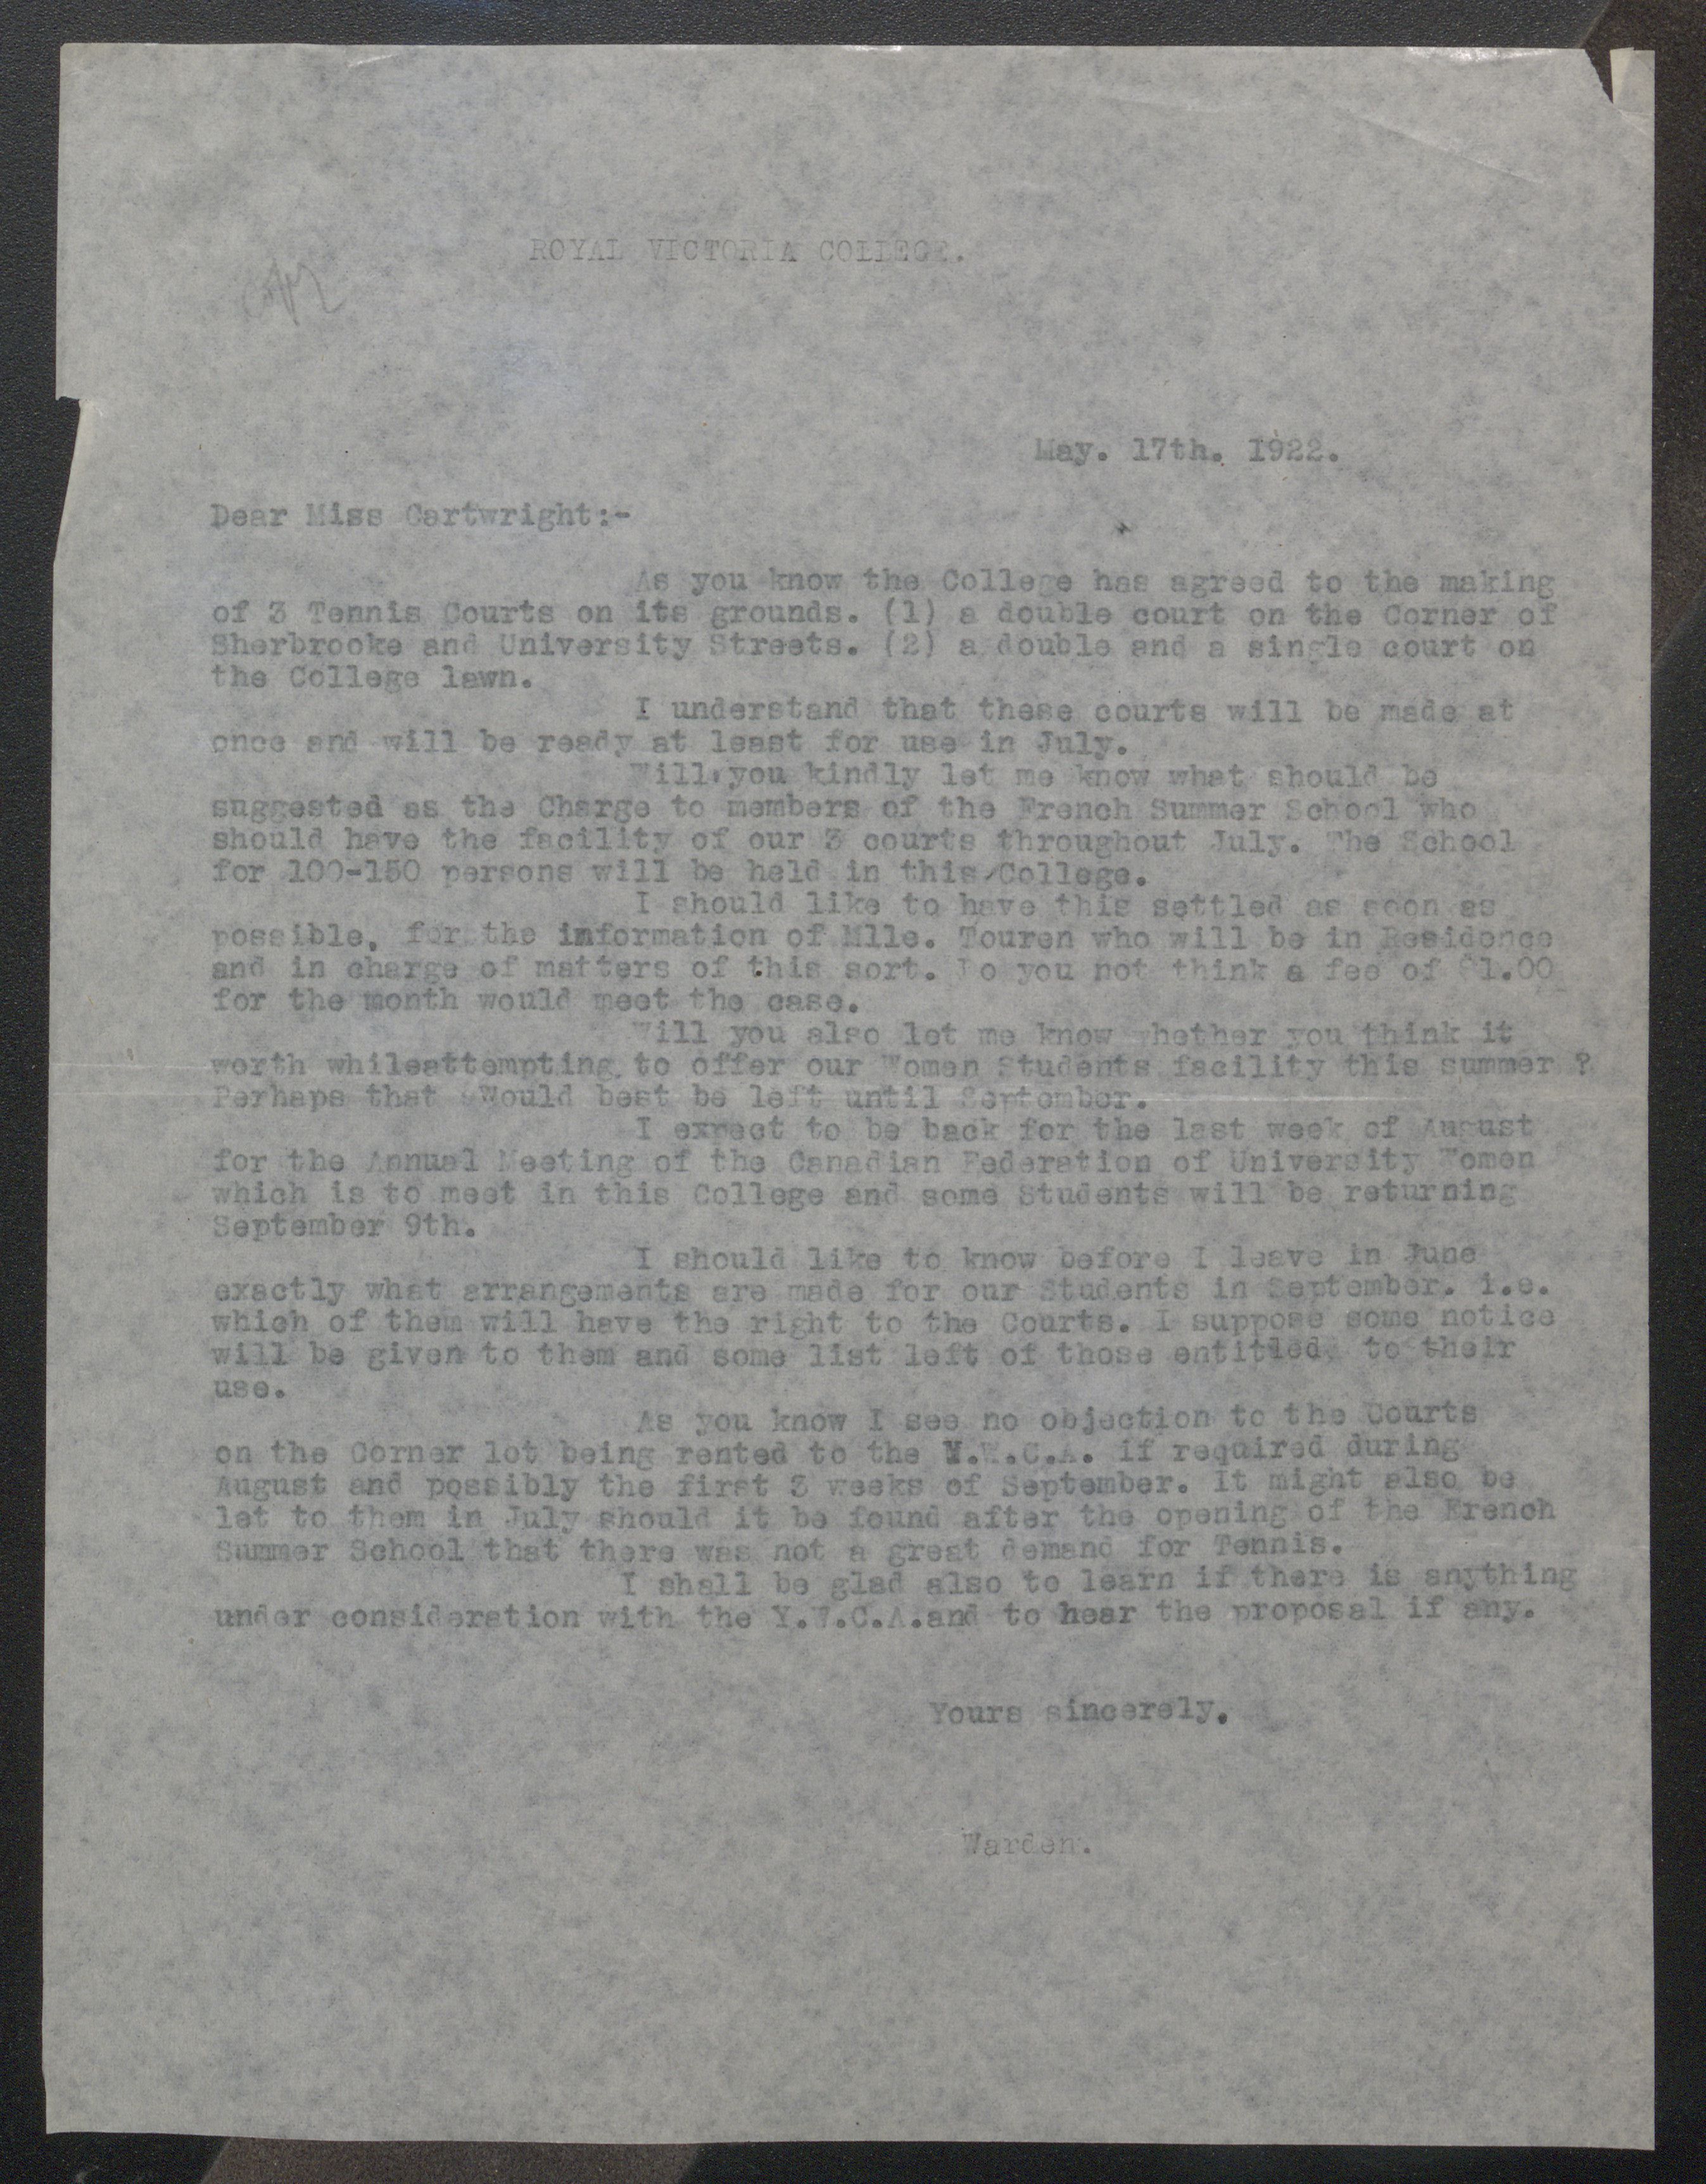 ROYAL VICTORIA COLLEGE.
copy
May. 17th. 1922.
Dear Miss Cartwright:-
As you know the College has agreed to the making
of 3 Tennis Courts on its grounds. (1) a double court on the Corner of
Sherbrooke and University Streets. (2) a double and a single court on
the College lawn.
I understand that these courts will be made at
once and will be ready at least for use in July.
Will you kindly let me know what should be
suggested as the Charge to members of the French Summer School who
should have the facility of our 3 courts throughout July. The School
for 100-150 persons will be held in this College.
I should like to have this settled as soon as
possible, for the information of Mlle. Touren who will be in Residence
and in charge of matters of this sort. Do you not think a fee of $1.00
for the month would meet the case.
Will you also let me know whether you think it
worth whileattempting to offer our Women Students facility this summer ?
Perhaps that Would best be left until September.
I expect to be back for the last week of August
for the Annual Meeting of the Canadian Federation of University Women
which is to meet in this College and some Students will be returning
September 9th.
I should like to know before I leave in June
exactly what arrangements are made for our Students in September. i.e.
which of them will have the right to the Courts. I suppose some notice
will be given to them and some list left of those entitled to their
use.
As you know I see no objection to the Courts
on the Corner lot being rented to the Y.W.C.A. if required during
August and possibly the first 3 weeks of September. It might also be
let to them in July should it be found after the opening of the French
Summer School that there was not a great demand for Tennis.
I shall be glad also to learn if there is anything
under consideration with the Y.W.C.A.and to hear the proposal if any.
Yours sincerely.
Warden.